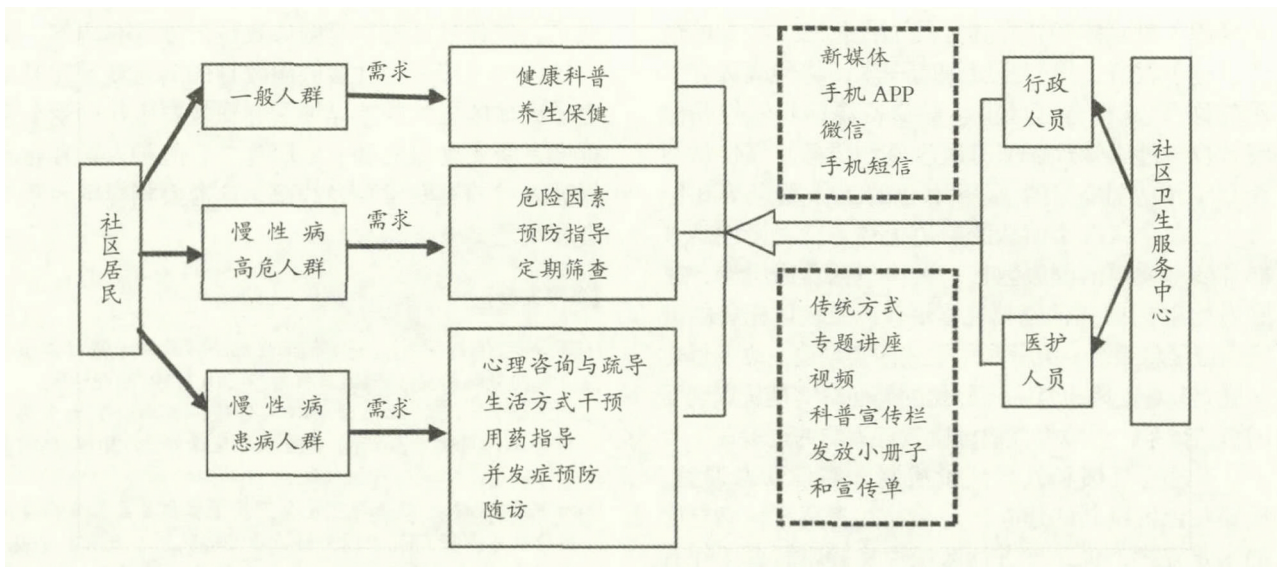 社区居民
一般人群
慢性病
高危人群
慢性病
患病人群
需求
需求
需求
健康科普
养生保健
危险因素
预防指导
定期筛查
心理咨询与疏导
生活方式干预
用药指导
并发症预防
随访
新媒体
手机 APP
微信
手机短信
传统方式
专题讲座
视频
科普宣传栏
发放小册子
和宣传单
行政
人员
医护
人员
社区卫生服务中心